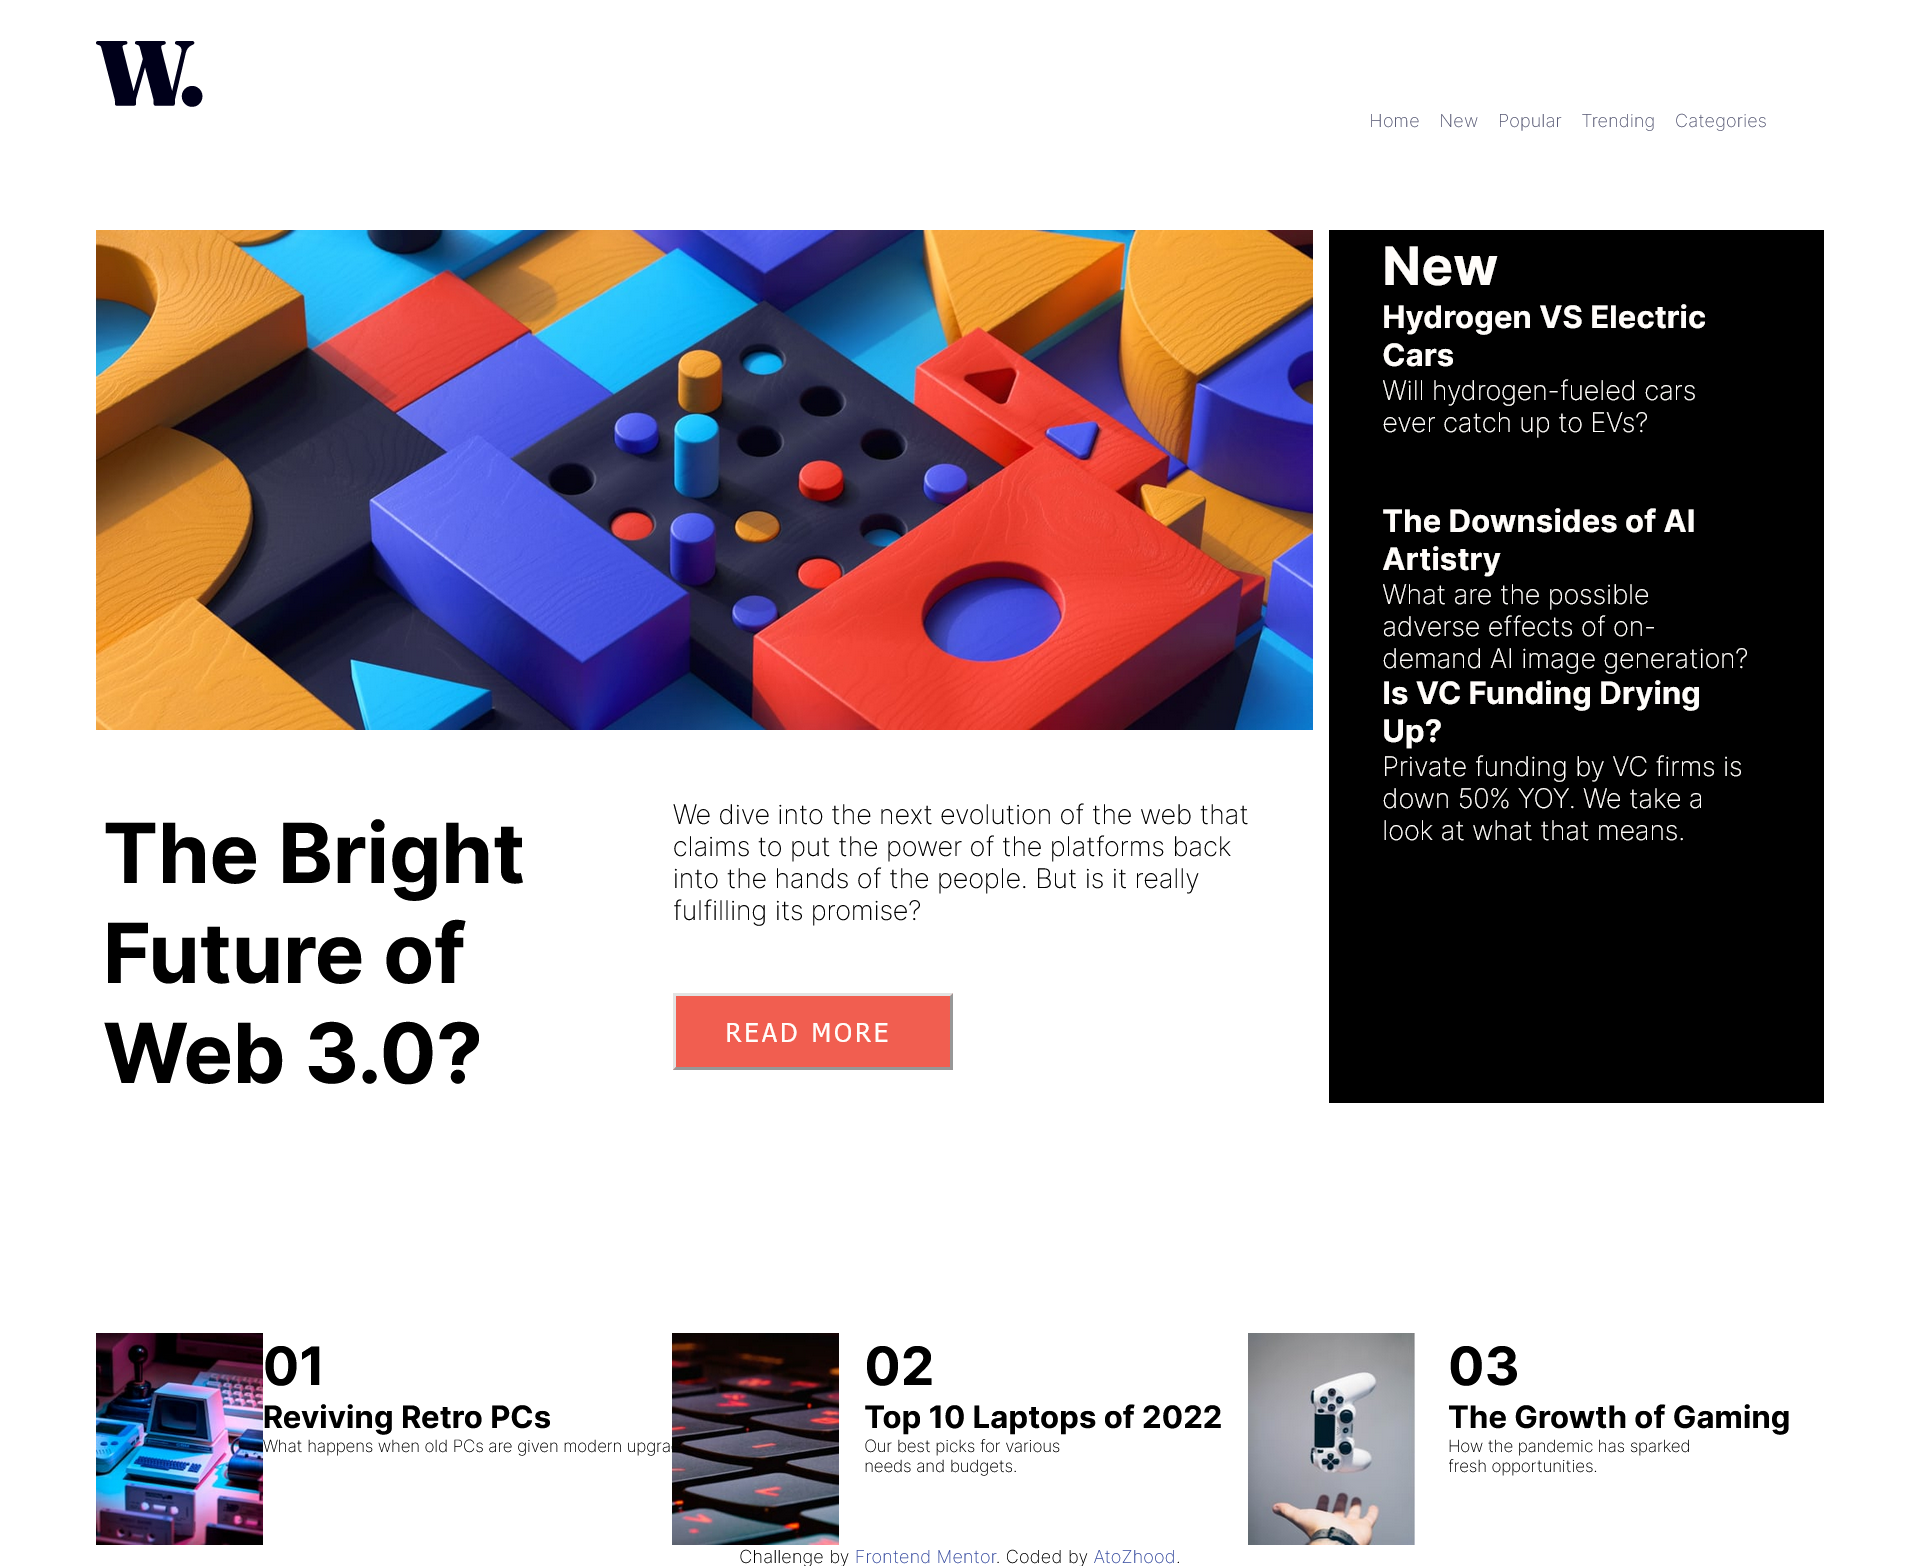 W.
Home New Popular Trending Categories
New
Hydrogen VS Electric
Cars
Will hydrogen-fueled cars
ever catch up to EVs?
The Downsides of AI
Artistry
What are the possible
adverse effects of on-
demand AI image generation?
Is VC Funding Drying
Up?
Private funding by VC firms is
down 50% YOY. We take a
look at what that means.
The Bright
Future of
Web 3.0?
We dive into the next evolution of the web that
claims to put the power of the platforms back
into the hands of the people. But is it really
fulfilling its promise?
READ MORE
01
Reviving Retro PCs
What happens when old PCs are given modern upgra
02
Top 10 Laptops of 2022
Our best picks for various
needs and budgets.
03
The Growth of Gaming
How the pandemic has sparked
fresh opportunities.
Challenge by Frontend Mentor. Coded by AtoZhood.